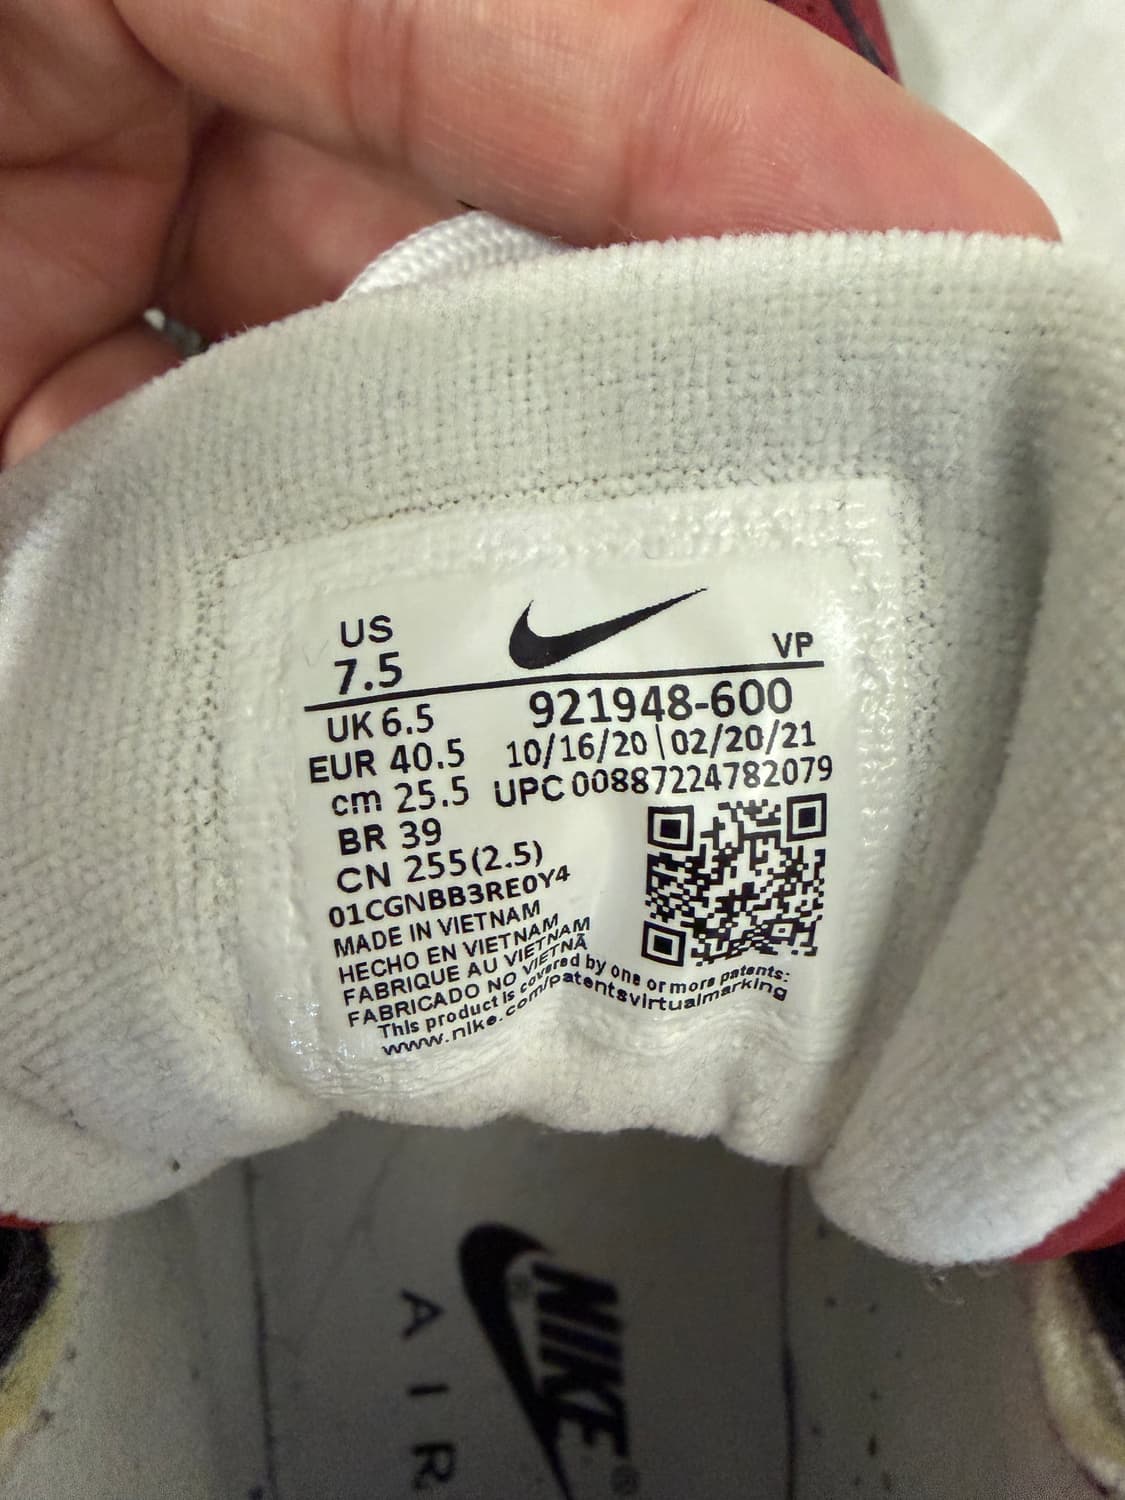 US
7.5
VP
UK 6.5
EUR 40.5
cm 25.5
BR 39
CN 255(2.5)
921948-600
10/16/20 \ 02/20/21
UPC 00887224782079
01CGNBB3RE0Y4
MADE IN VIETNAM
HECHO EN VIETNAM
FABRIQUE AU VIETNAM
FABRICADO NO VIETNÃ
This product is covered by one or more patents:
www.nike.com/patentsvirtualmarking
NIKE®
AIR